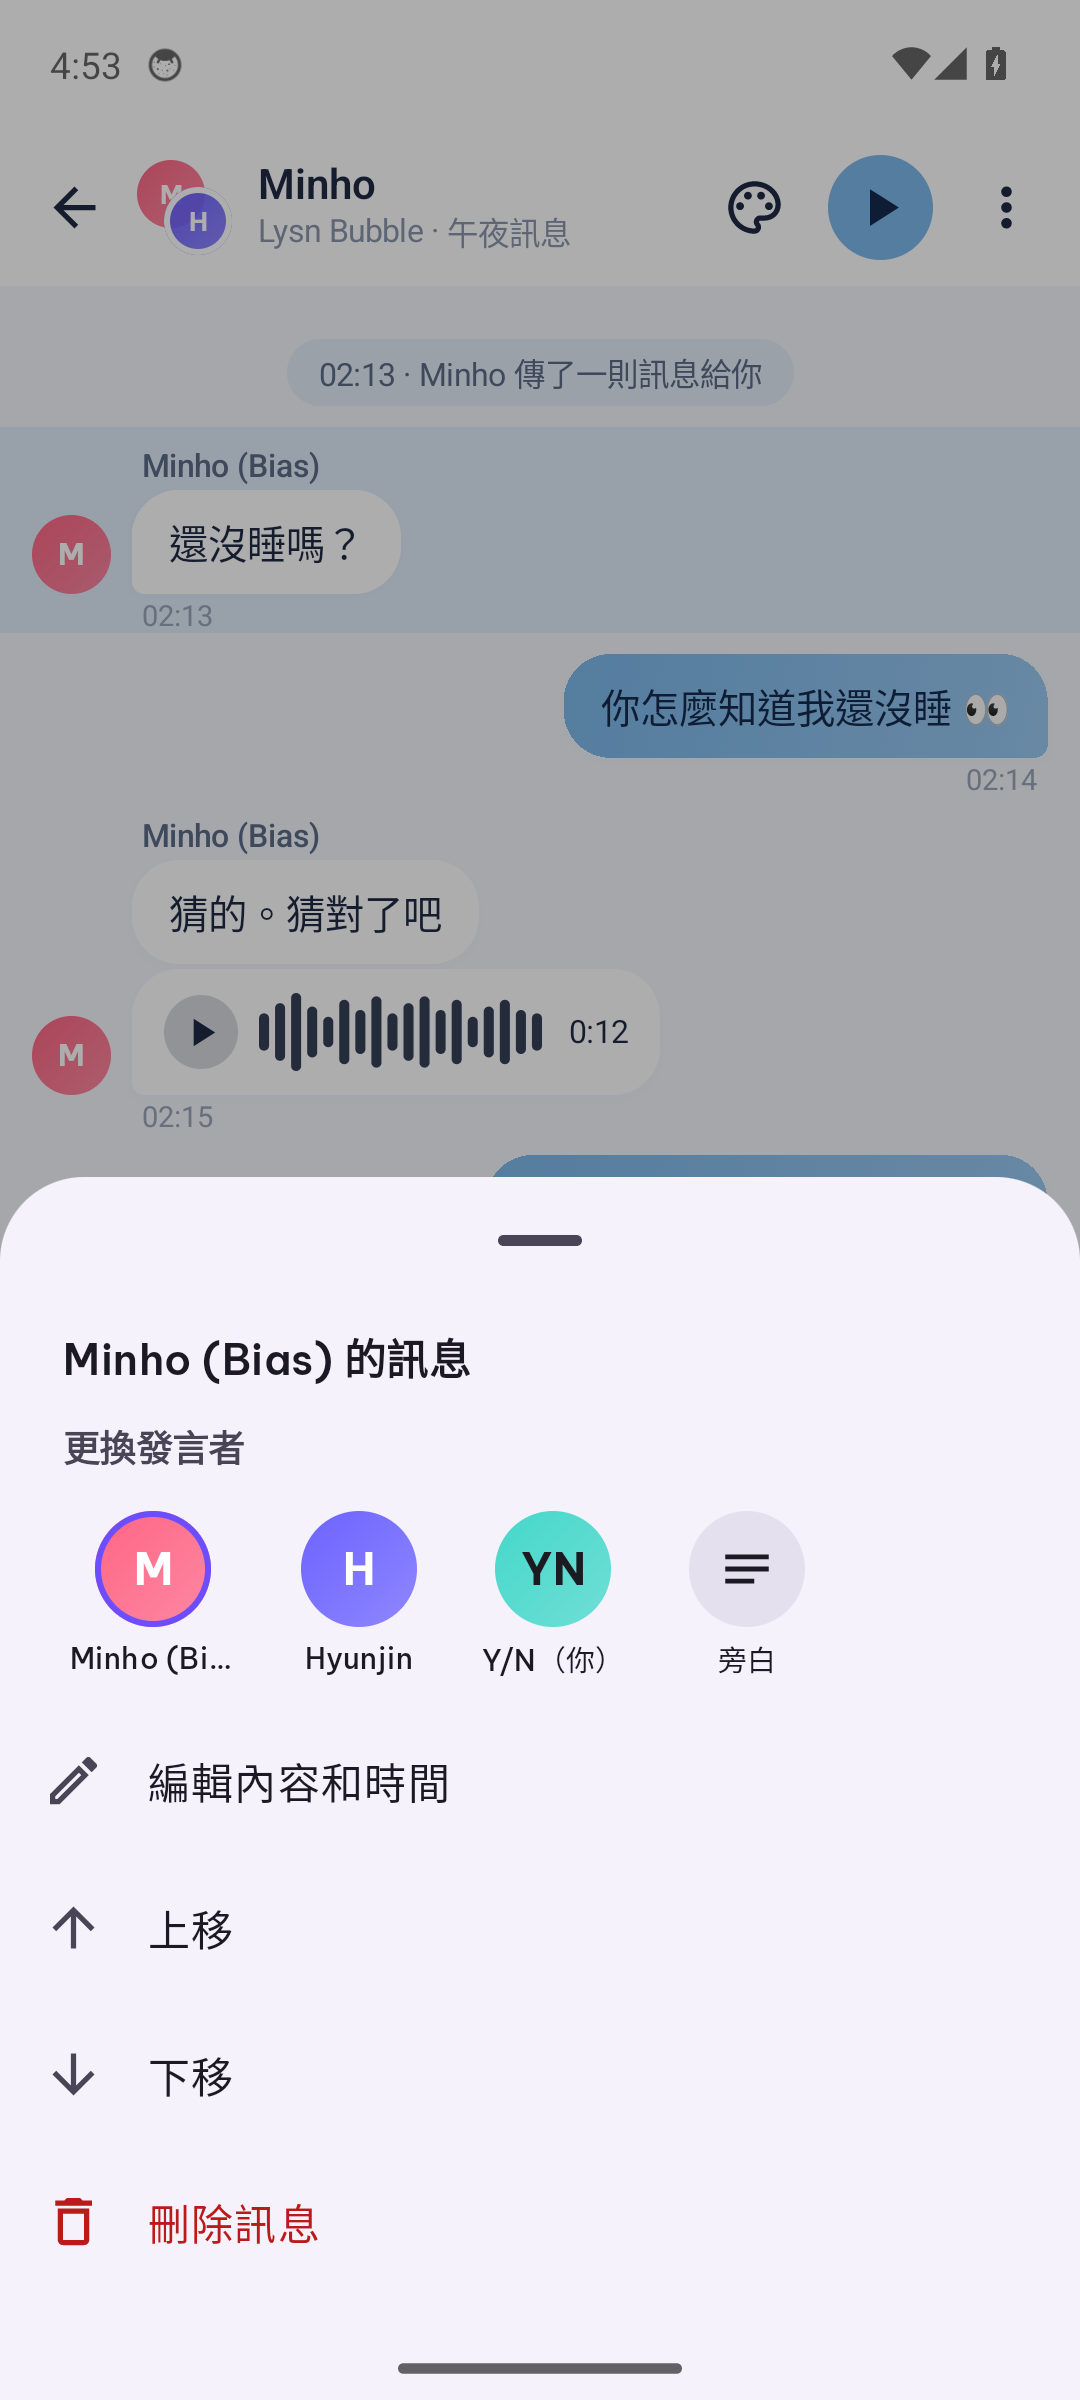 4:53
M
H
Minho
Lysn Bubble · 午夜訊息
02:13 · Minho 傳了一則訊息給你
Minho (Bias)
M
還沒睡嗎？
02:13
你怎麼知道我還沒睡 👀
02:14
Minho (Bias)
猜的。猜對了吧
M
0:12
02:15
Minho (Bias) 的訊息
更換發言者
M
H
YN
Minho (Bi...
Hyunjin
Y/N（你）
旁白
編輯內容和時間
上移
下移
刪除訊息